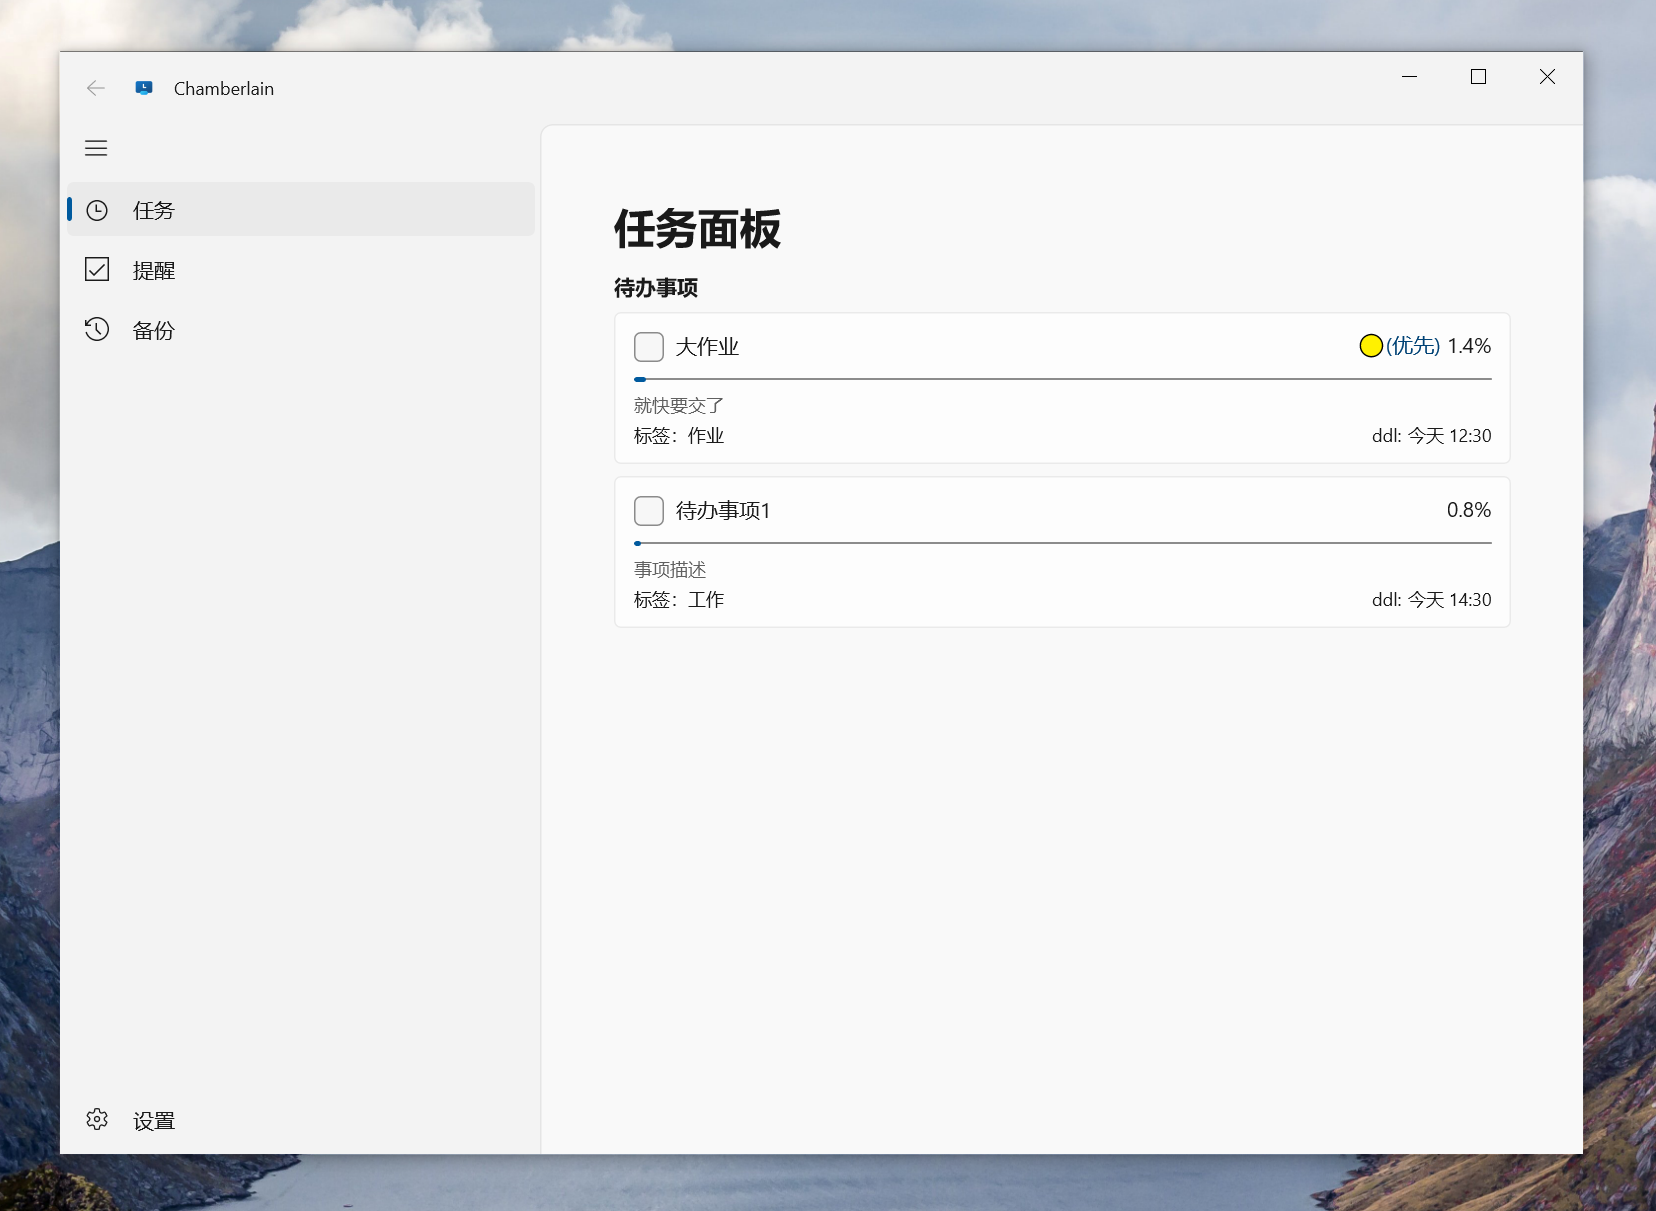 Chamberlain
任务
提醒
备份
设置
任务面板
待办事项
大作业 (优先) 1.4%
就快要交了
标签：作业 ddl: 今天 12:30
待办事项1 0.8%
事项描述
标签：工作 ddl: 今天 14:30